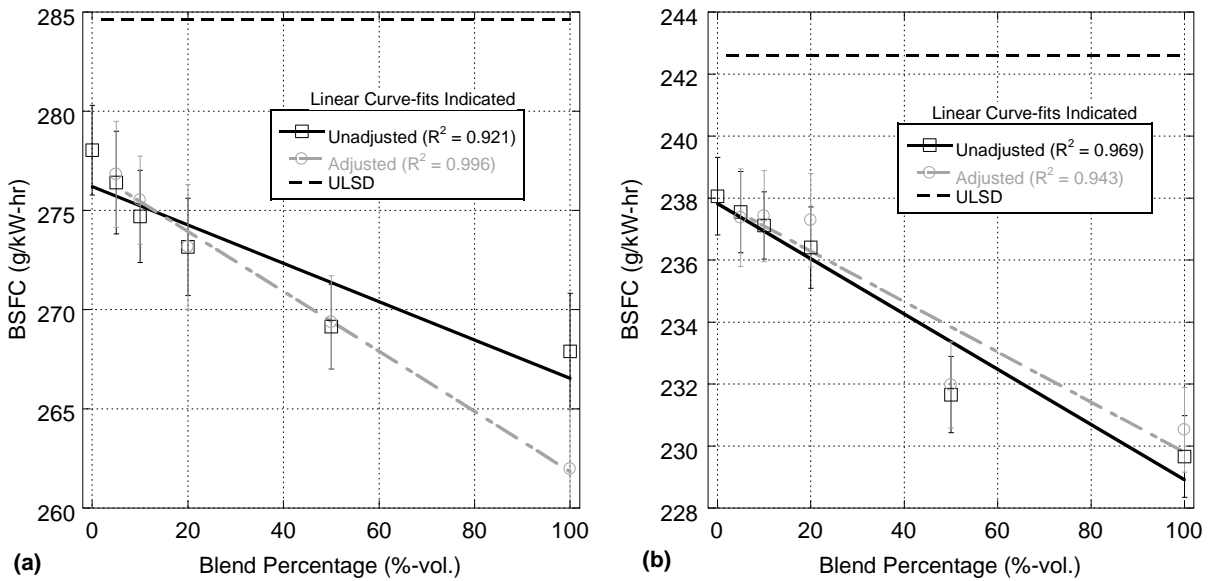 285
280
275
270
265
260
BSFC (g/kW-hr)
Linear Curve-fits Indicated
Unadjusted (R² = 0.921)
Adjusted (R² = 0.996)
ULSD
0 20 40 60 80 100
Blend Percentage (%-vol.)
(a)
244
242
240
238
236
234
232
230
228
BSFC (g/kW-hr)
Linear Curve-fits Indicated
Unadjusted (R² = 0.969)
Adjusted (R² = 0.943)
ULSD
0 20 40 60 80 100
Blend Percentage (%-vol.)
(b)